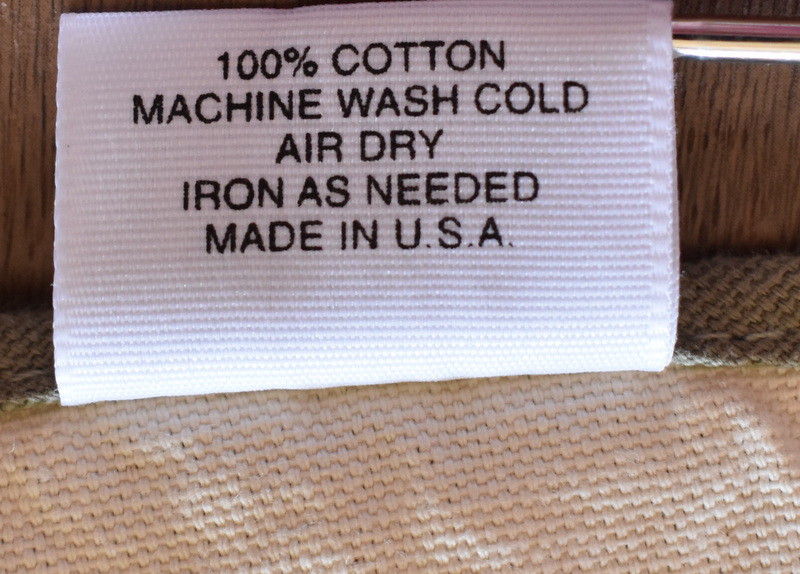 100% COTTON
MACHINE WASH COLD
AIR DRY
IRON AS NEEDED
MADE IN U.S.A.